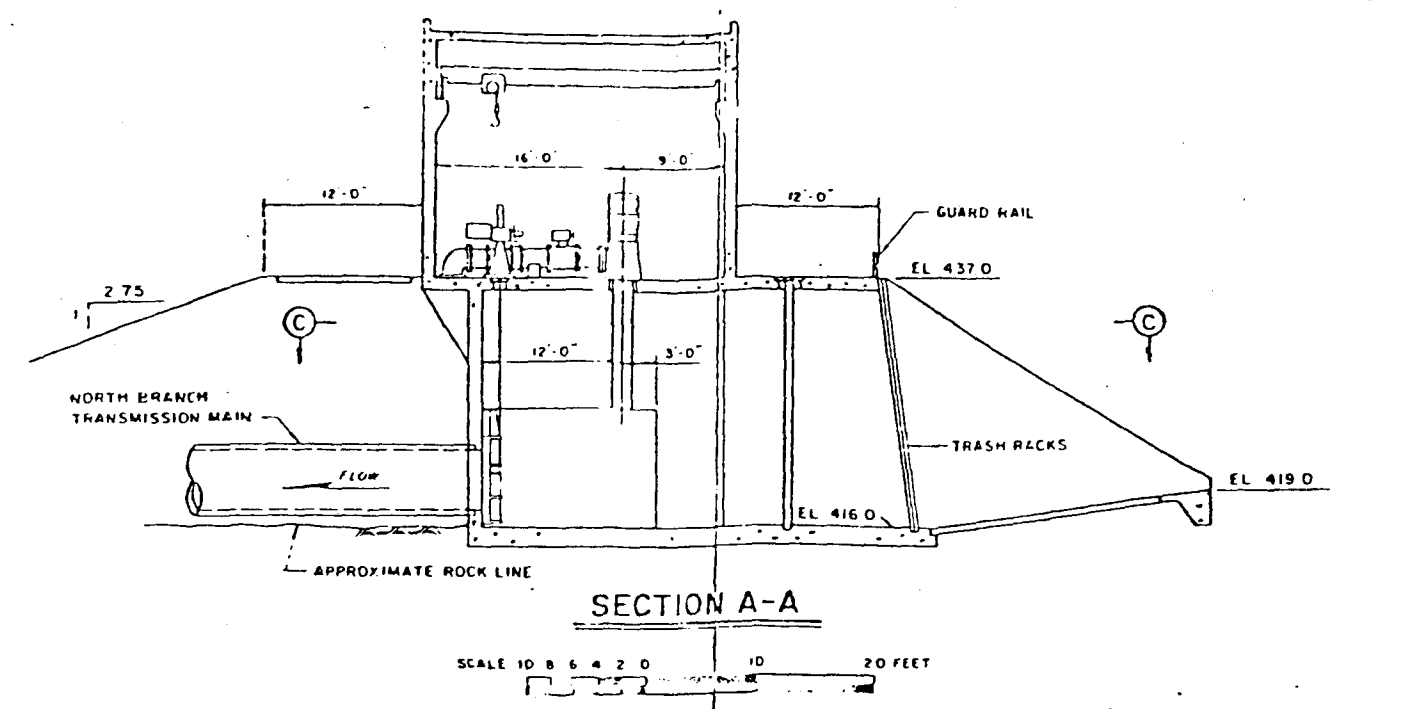 16'-0"
9'-0"
12'-0"
12'-0"
GUARD RAIL
EL 437.0
2.75
1
C
C
12'-0"
3'-0"
NORTH BRANCH
TRANSMISSION MAIN
TRASH RACKS
FLOW
EL 419.0
EL 416.0
APPROXIMATE ROCK LINE
SECTION A-A
SCALE 10 8 6 4 2 0 10 20 FEET